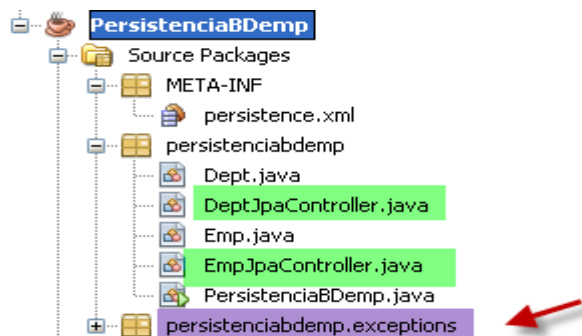 PersistenciaBDemp
Source Packages
META-INF
persistence.xml
persistenciabdemp
Dept.java
DeptJpaController.java
Emp.java
EmpJpaController.java
PersistenciaBDemp.java
persistenciabdemp.exceptions